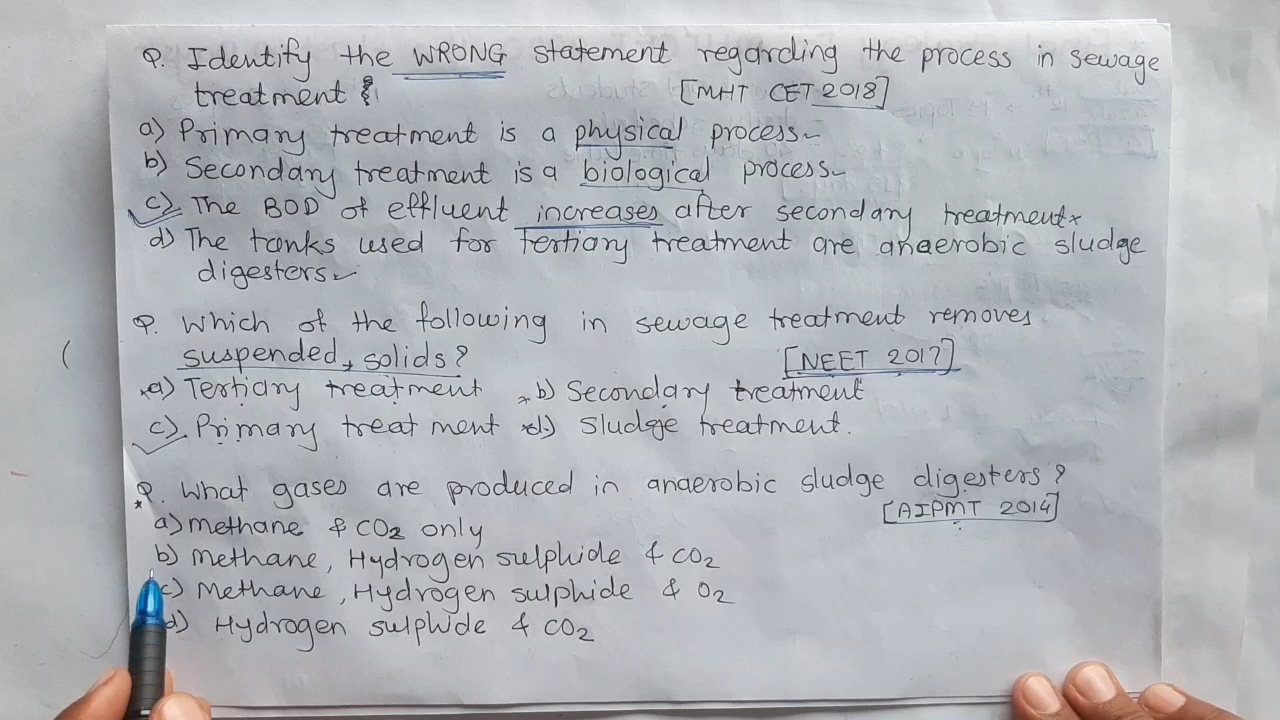 Q. Identify the WRONG statement regarding the process in sewage
treatment :
[MHT CET 2018]
a) Primary treatment is a physical process
b) Secondary treatment is a biological process
c) The BOD of effluent increases after secondary treatment
d) The tanks used for tertiary treatment are anaerobic sludge
digesters
Q. Which of the following in sewage treatment removes
suspended solids?
[NEET 2017]
a) Tertiary treatment b) Secondary treatment
c) Primary treatment d) Sludge treatment.
Q. What gases are produced in anaerobic sludge digesters?
[AIPMT 2014]
a) Methane & CO2 only
b) Methane, Hydrogen sulphide & CO2
c) Methane, Hydrogen sulphide & O2
d) Hydrogen sulphide & CO2